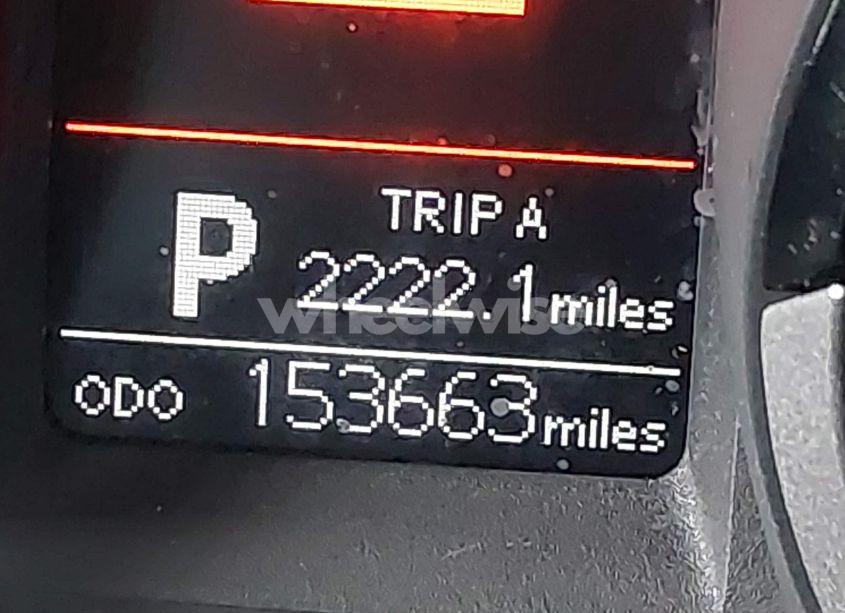 P
TRIP A
2222.1 miles
wheelwise
ODO 153663 miles